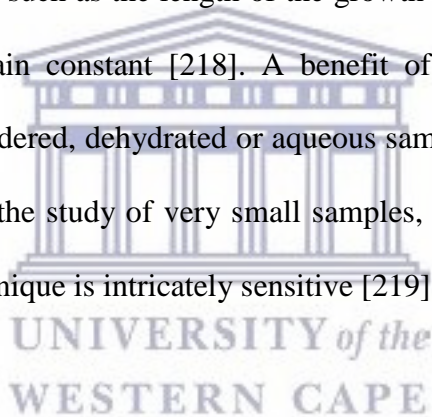 such as the length of the growth
ain constant [218]. A benefit of
dered, dehydrated or aqueous sam
the study of very small samples,
nique is intricately sensitive [219]
UNIVERSITY of the
WESTERN CAPE